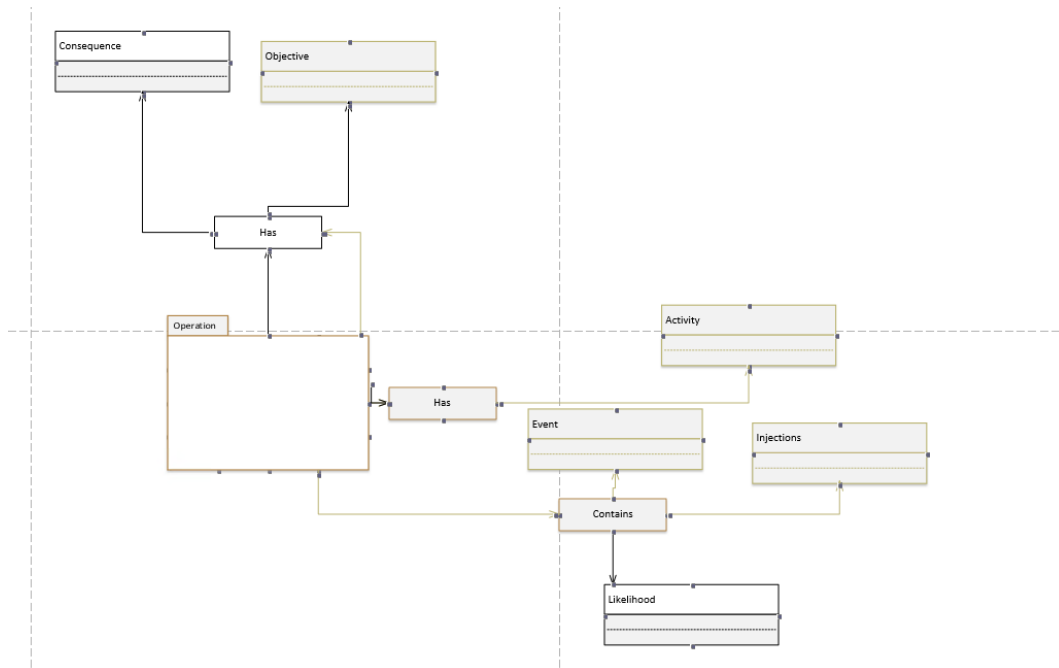 Consequence
Objective
Has
Operation
Activity
Has
Event
Injections
Contains
Likelihood